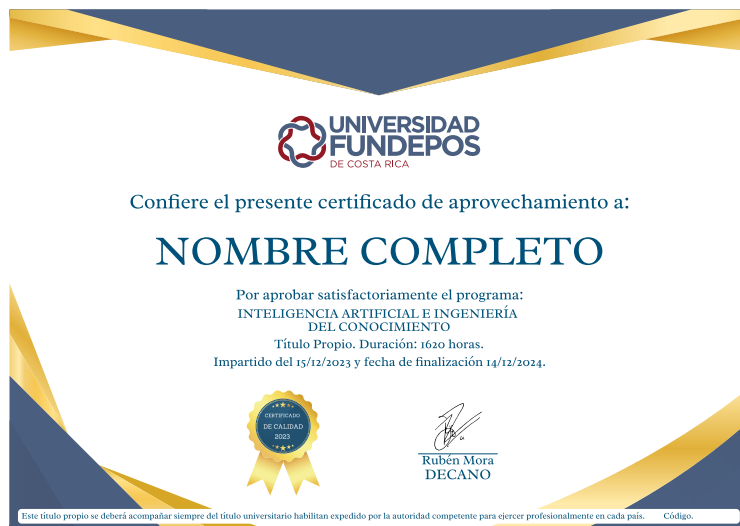 UNIVERSIDAD
FUNDEPOS
DE COSTA RICA
Confiere el presente certificado de aprovechamiento a:
NOMBRE COMPLETO
Por aprobar satisfactoriamente el programa:
INTELIGENCIA ARTIFICIAL E INGENIERÍA
DEL CONOCIMIENTO
Título Propio. Duración: 1620 horas.
Impartido del 15/12/2023 y fecha de finalización 14/12/2024.
CERTIFICADO
DE CALIDAD
2023
Rubén Mora
DECANO
Este título propio se deberá acompañar siempre del título universitario habilitan expedido por la autoridad competente para ejercer profesionalmente en cada país. Código.